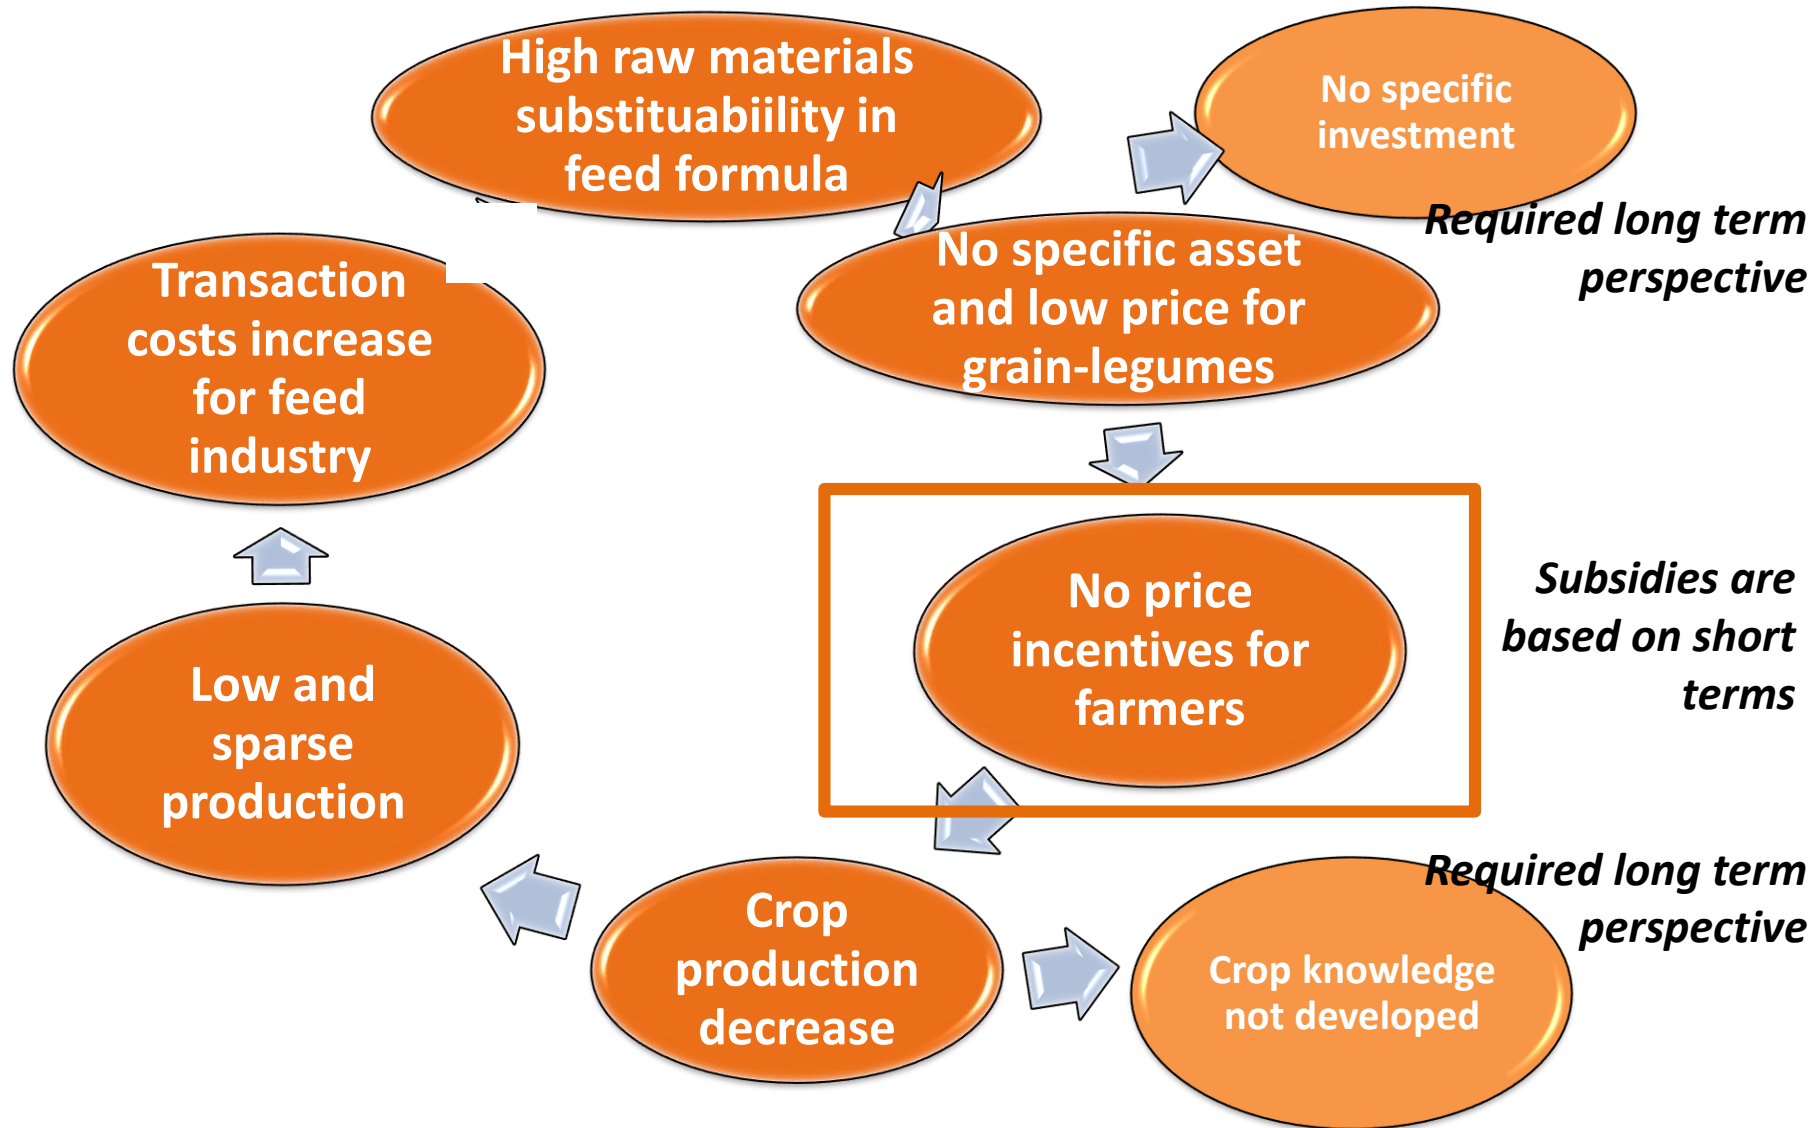 High raw materials
substituabiility in
feed formula
No specific
investment
Required long term
perspective
No specific asset
and low price for
grain-legumes
Transaction
costs increase
for feed
industry
No price
incentives for
farmers
Subsidies are
based on short
terms
Low and
sparse
production
Crop
production
decrease
Required long term
perspective
Crop knowledge
not developed